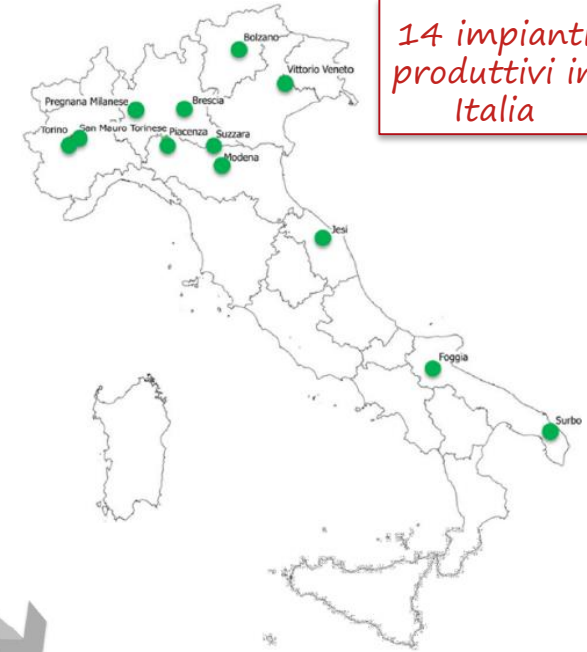 14 impianti
produttivi in
Italia
Bolzano
Vittorio Veneto
Pregnana Milanese
Brescia
Torino
San Mauro Torinese
Piacenza
Suzzara
Modena
Jesi
Foggia
Surbo